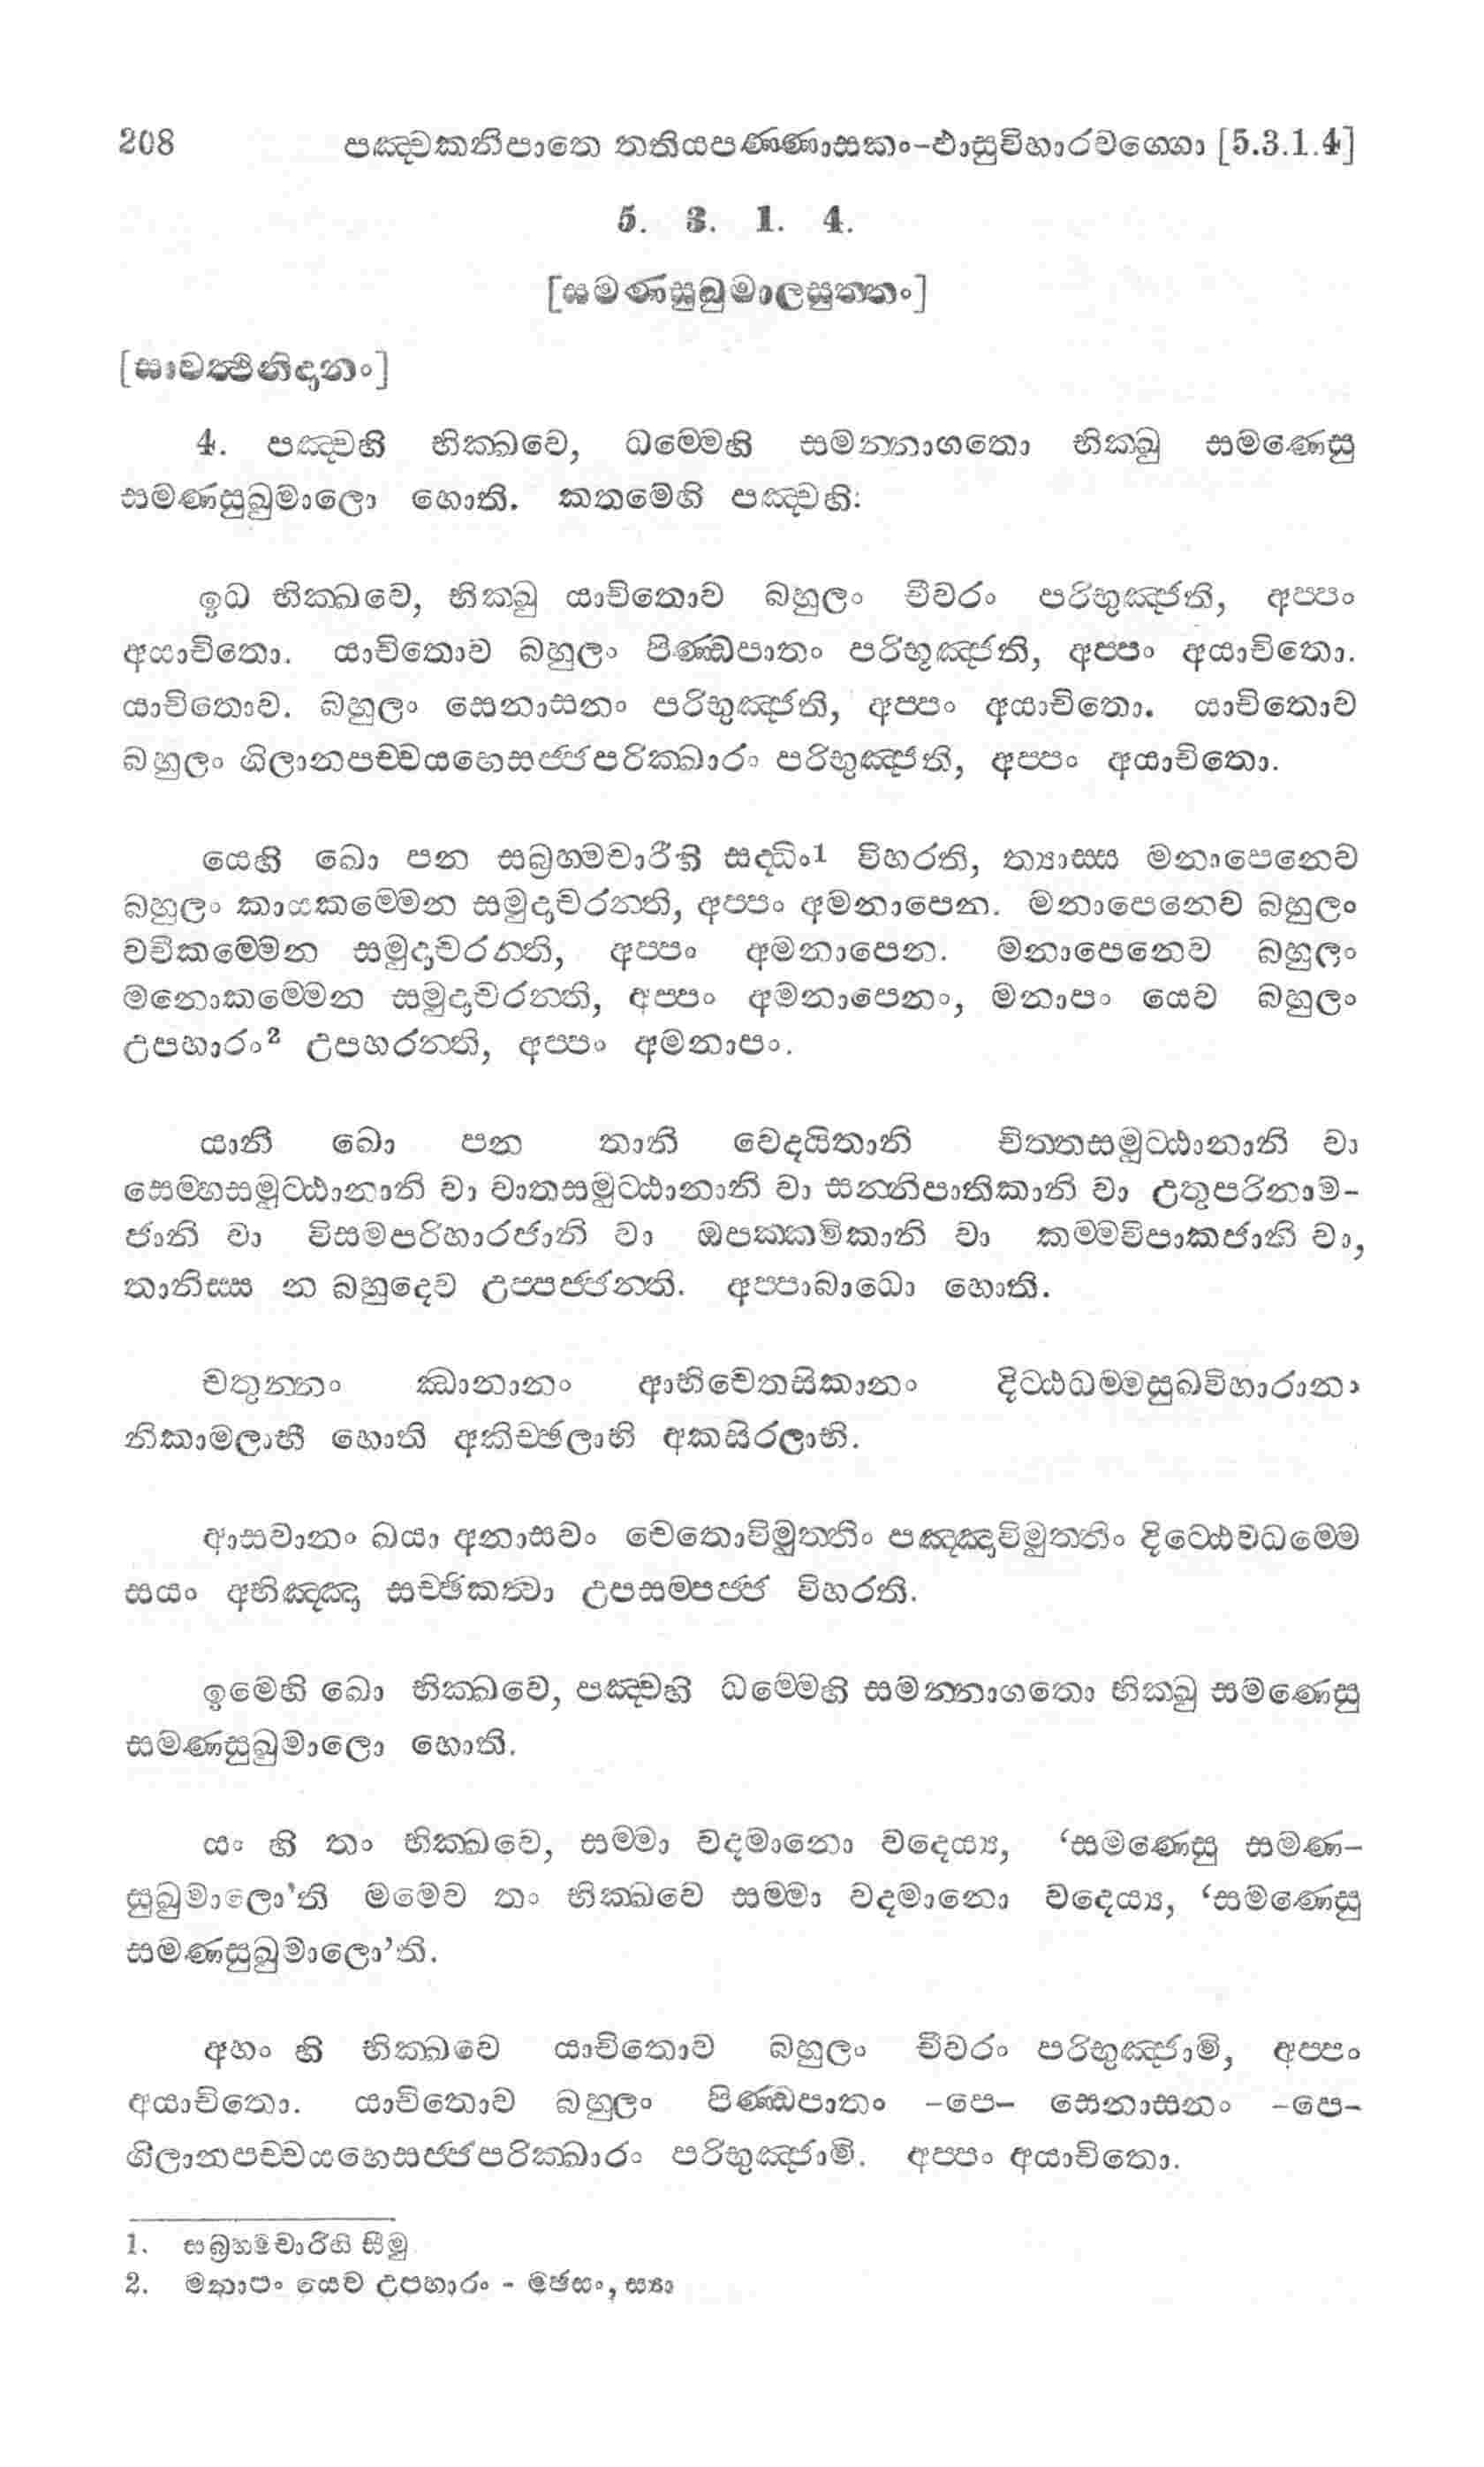 208 පඤ්චකනිපාතෙ තතියපණ්ණාසකං-ඵාසුවිහාරවග්ගො [5.3.1.4]
5. 3. 1. 4.
[සමණසුඛුමාලසුත්තං]
[සාවත්ථිනිදානං]
4. පඤ්චහි භික්ඛවෙ, ධම්මෙහි සමන්නාගතො භික්ඛු සමණෙසු
සමණසුඛුමාලො හොති. කතමෙහි පඤ්චහි:
ඉධ භික්ඛවෙ, භික්ඛු යාචිතොව බහුලං චීවරං පරිභුඤ්ජති, අප්පං
අයාචිතො. යාචිතොව බහුලං පිණ්ඩපාතං පරිභුඤ්ජති, අප්පං අයාචිතො.
යාචිතොව. බහුලං සෙනාසනං පරිභුඤ්ජති, අප්පං අයාචිතො. යාචිතොව
බහුලං ගිලානපච්චයභෙසජ්ජපරික්ඛාරං පරිභුඤ්ජති, අප්පං අයාචිතො.
යෙහි ඛො පන සබ්‍රහ්මචාරීහි සද්ධිං1 විහරති, ත්‍යාස්ස මනාපෙනෙව
බහුලං කායකම්මෙන සමුදාචරන්ති, අප්පං අමනාපෙන. මනාපෙනෙව බහුලං
වචීකම්මෙන සමුදාචරන්ති, අප්පං අමනාපෙන. මනාපෙනෙව බහුලං
මනොකම්මෙන සමුදාචරන්ති, අප්පං අමනාපෙනං, මනාපං යෙව බහුලං
උපහාරං2 උපහරන්ති, අප්පං අමනාපං.
යානි ඛො පන තානි වෙදයිතානි චිත්තසමුට්ඨානානි වා
සෙම්හසමුට්ඨානානි වා වාතසමුට්ඨානානි වා සන්නිපාතිකානි වා උතුපරිනාම-
ජානි වා විසමපරිහාරජානි වා ඔපක්කමිකානි වා කම්මවිපාකජානි වා,
තානිස්ස න බහුදෙව උප්පජ්ජන්ති. අප්පාබාධො හොති.
චතුන්නං ඣානානං ආභිචෙතසිකානං දිට්ඨධම්මසුඛවිහාරානා
නිකාමලාභී හොති අකිච්ඡලාභි අකසිරලාභි.
ආසවානං ඛයා අනාසවං චෙතොවිමුත්තිං පඤ්ඤාවිමුත්තිං දිට්ඨෙවධම්මෙ
සයං අභිඤ්ඤා සච්ඡිකත්වා උපසම්පජ්ජ විහරති.
ඉමෙහි ඛො භික්ඛවෙ, පඤ්චහි ධම්මෙහි සමන්නාගතො භික්ඛු සමණෙසු
සමණසුඛුමාලො හොති.
යං හි තං භික්ඛවෙ, සම්මා වදමානො වදෙය්‍ය, ‘සමණෙසු සමණ-
සුඛුමාලො’ති මමෙව තං භික්ඛවෙ සම්මා වදමානො වදෙය්‍ය, ‘සමණෙසු
සමණසුඛුමාලො’ති.
අහං හි භික්ඛවෙ යාචිතොව බහුලං චීවරං පරිභුඤ්ජාමි, අප්පං
අයාචිතො. යාචිතොව බහුලං පිණ්ඩපාතං -පෙ- සෙනාසනං -පෙ-
ගිලානපච්චයභෙසජ්ජපරික්ඛාරං පරිභුඤ්ජාමි. අප්පං අයාචිතො.
1. සබ්‍රහ්මචාරීහි සීමු
2. මනාපං යෙව උපහාරං - මඡසං, ස්‍යා